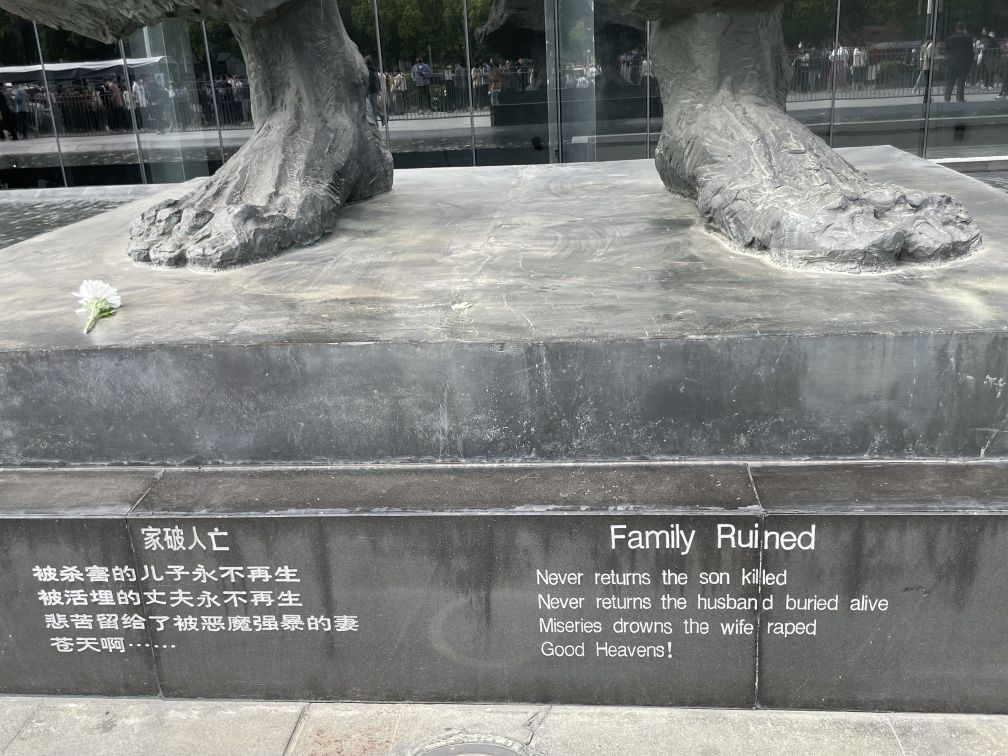 家破人亡
被杀害的儿子永不再生
被活埋的丈夫永不再生
悲苦留给了被恶魔强暴的妻
苍天啊……
Family Ruined
Never returns the son killed
Never returns the husband buried alive
Miseries drowns the wife raped
Good Heavens!